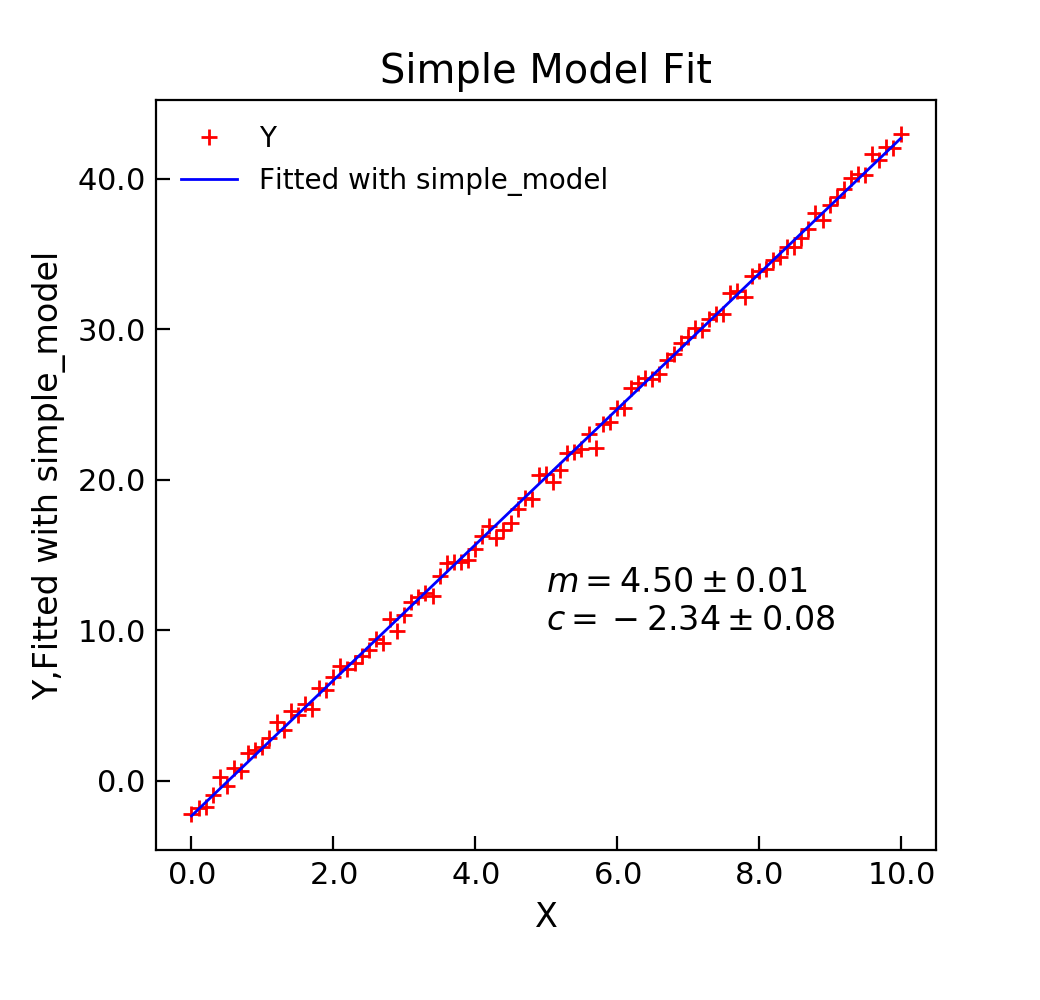 Simple Model Fit
Y
Fitted with simple_model
40.0
30.0
20.0
10.0
0.0
Y,Fitted with simple_model
m = 4.50 ± 0.01
c = − 2.34 ± 0.08
0.0 2.0 4.0 6.0 8.0 10.0
X